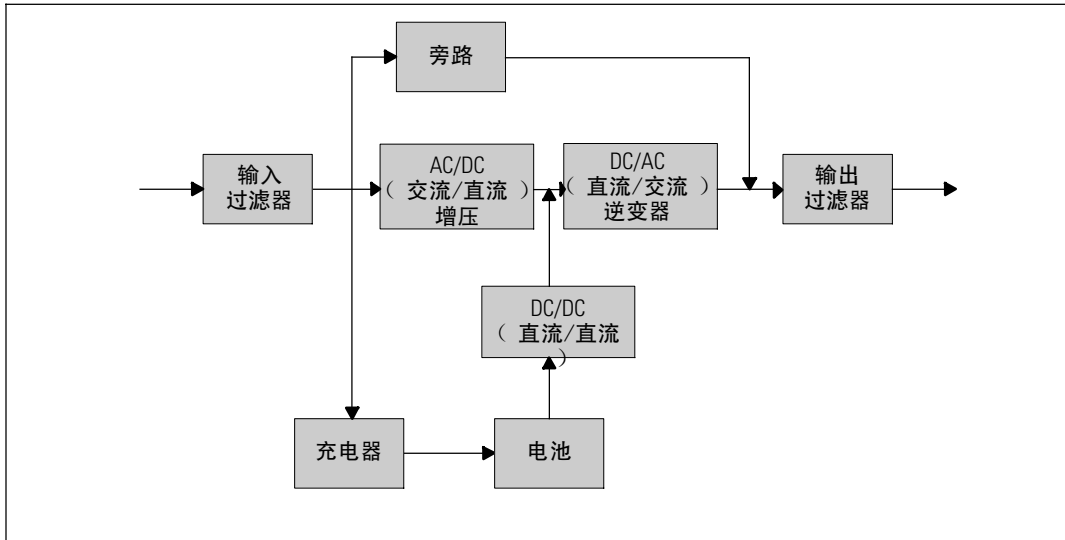 旁路
输入
过滤器
AC/DC
（ 交流/直流 ）
增压
DC/AC
（ 直流/交流 ）
逆变器
输出
过滤器
DC/DC
（ 直流/直流
）
充电器
电池